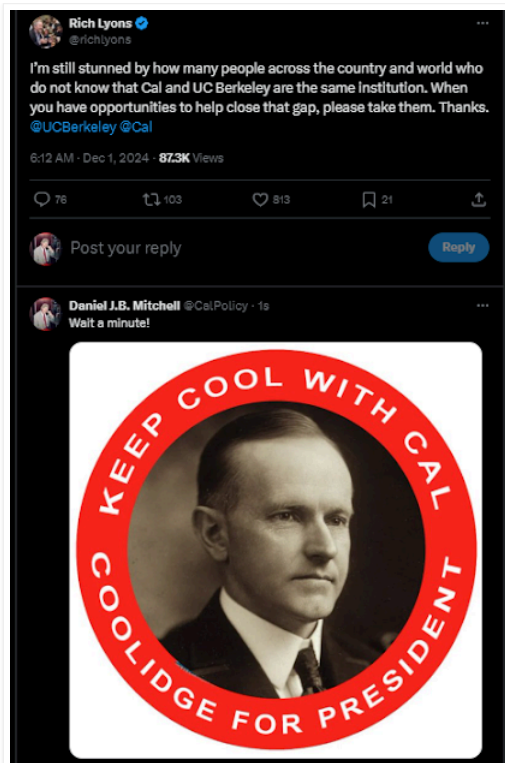 Rich Lyons
@richlyons
I'm still stunned by how many people across the country and world who
do not know that Cal and UC Berkeley are the same institution. When
you have opportunities to help close that gap, please take them. Thanks.
@UCBerkeley @Cal
6:12 AM · Dec 1, 2024 · 87.3K Views
76 103 813 21
Post your reply
Reply
Daniel J.B. Mitchell @CalPolicy · 1s
Wait a minute!
KEEP COOL WITH CAL
COOLIDGE FOR PRESIDENT